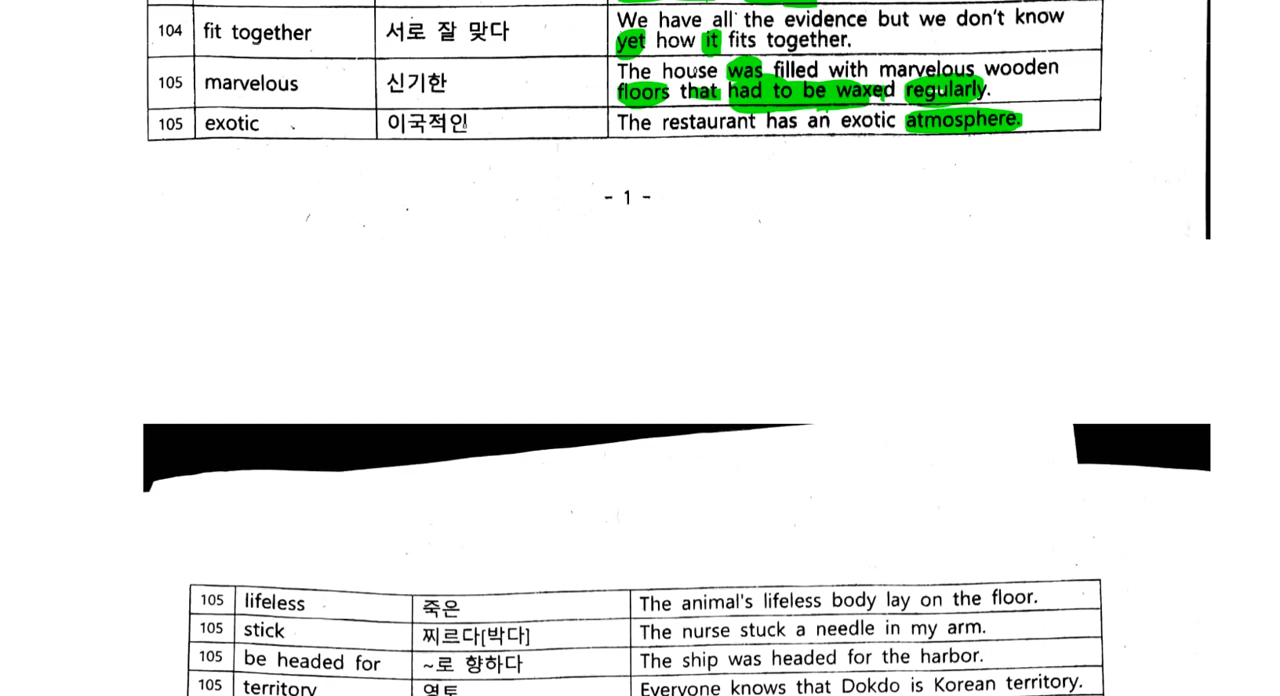 104 fit together 서로 잘 맞다 We have all the evidence but we don't know
yet how it fits together.
105 marvelous 신기한 The house was filled with marvelous wooden
floors that had to be waxed regularly.
105 exotic 이국적인 The restaurant has an exotic atmosphere.
- 1 -
105 lifeless 죽은 The animal's lifeless body lay on the floor.
105 stick 찌르다[박다] The nurse stuck a needle in my arm.
105 be headed for ~로 향하다 The ship was headed for the harbor.
105 territory 영토 Everyone knows that Dokdo is Korean territory.